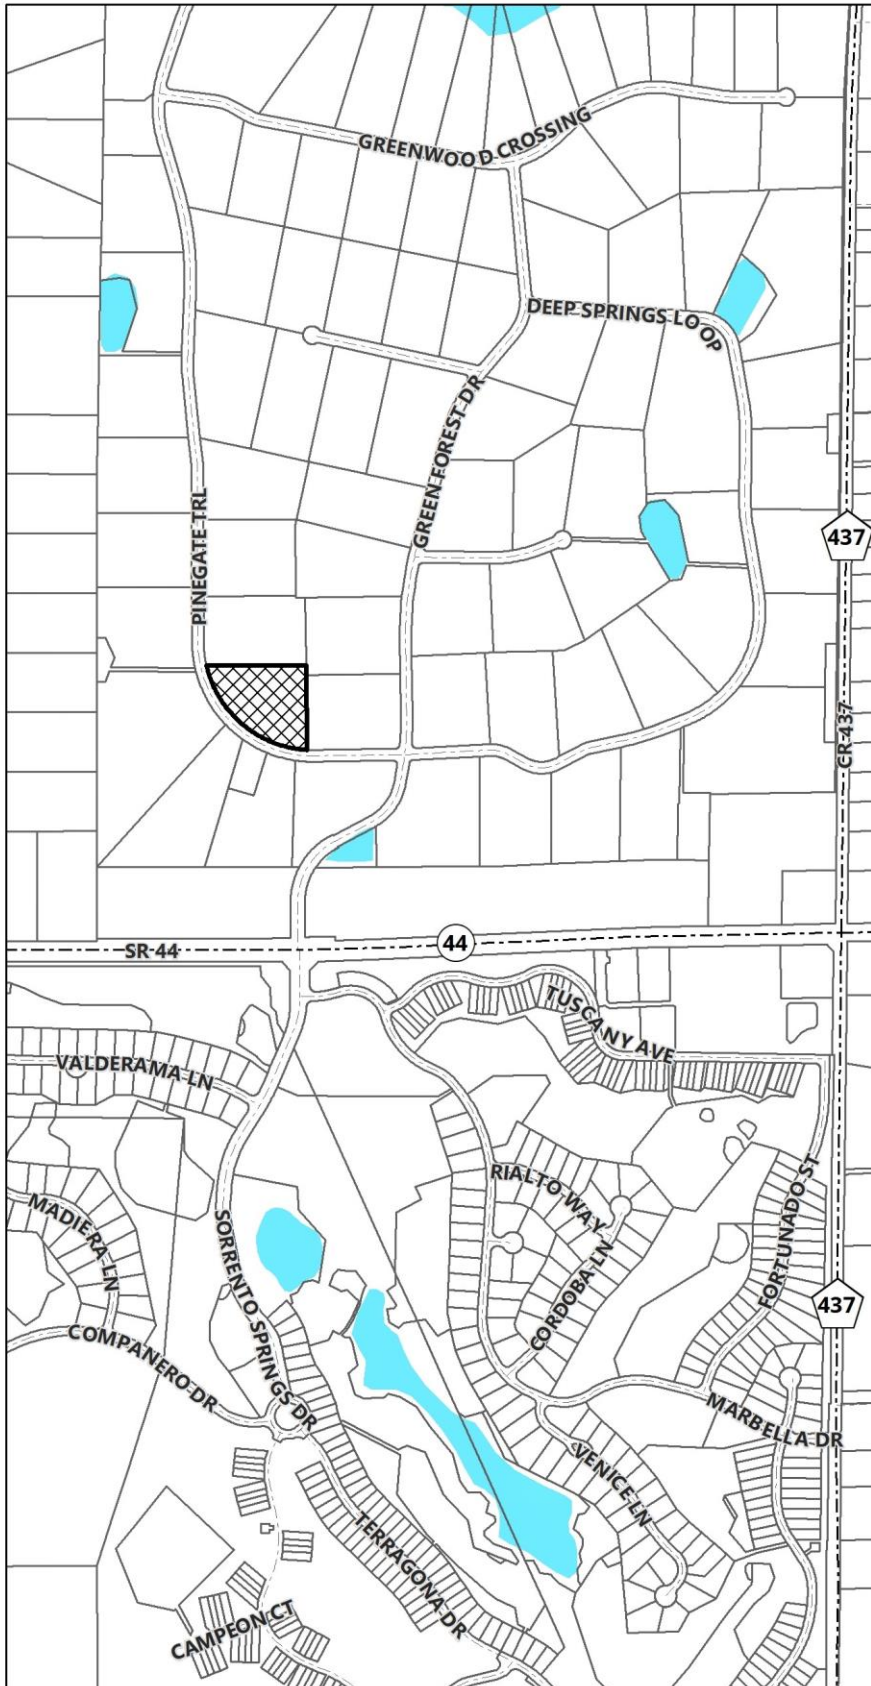 GREENWOOD CROSSING
DEEP SPRINGS LOOP
GREEN FOREST DR
PINEGATE TRL
437
CR 437
SR 44
44
TUSCANY AVE
VALDERAMA LN
RIALTO WAY
FORTUNADO ST
MADIERA LN
SORRENTO SPRINGS DR
CORDOBA LN
437
COMPANERO DR
MARBELLA DR
VENICE LN
TERRAGONA DR
CAMPEON CT